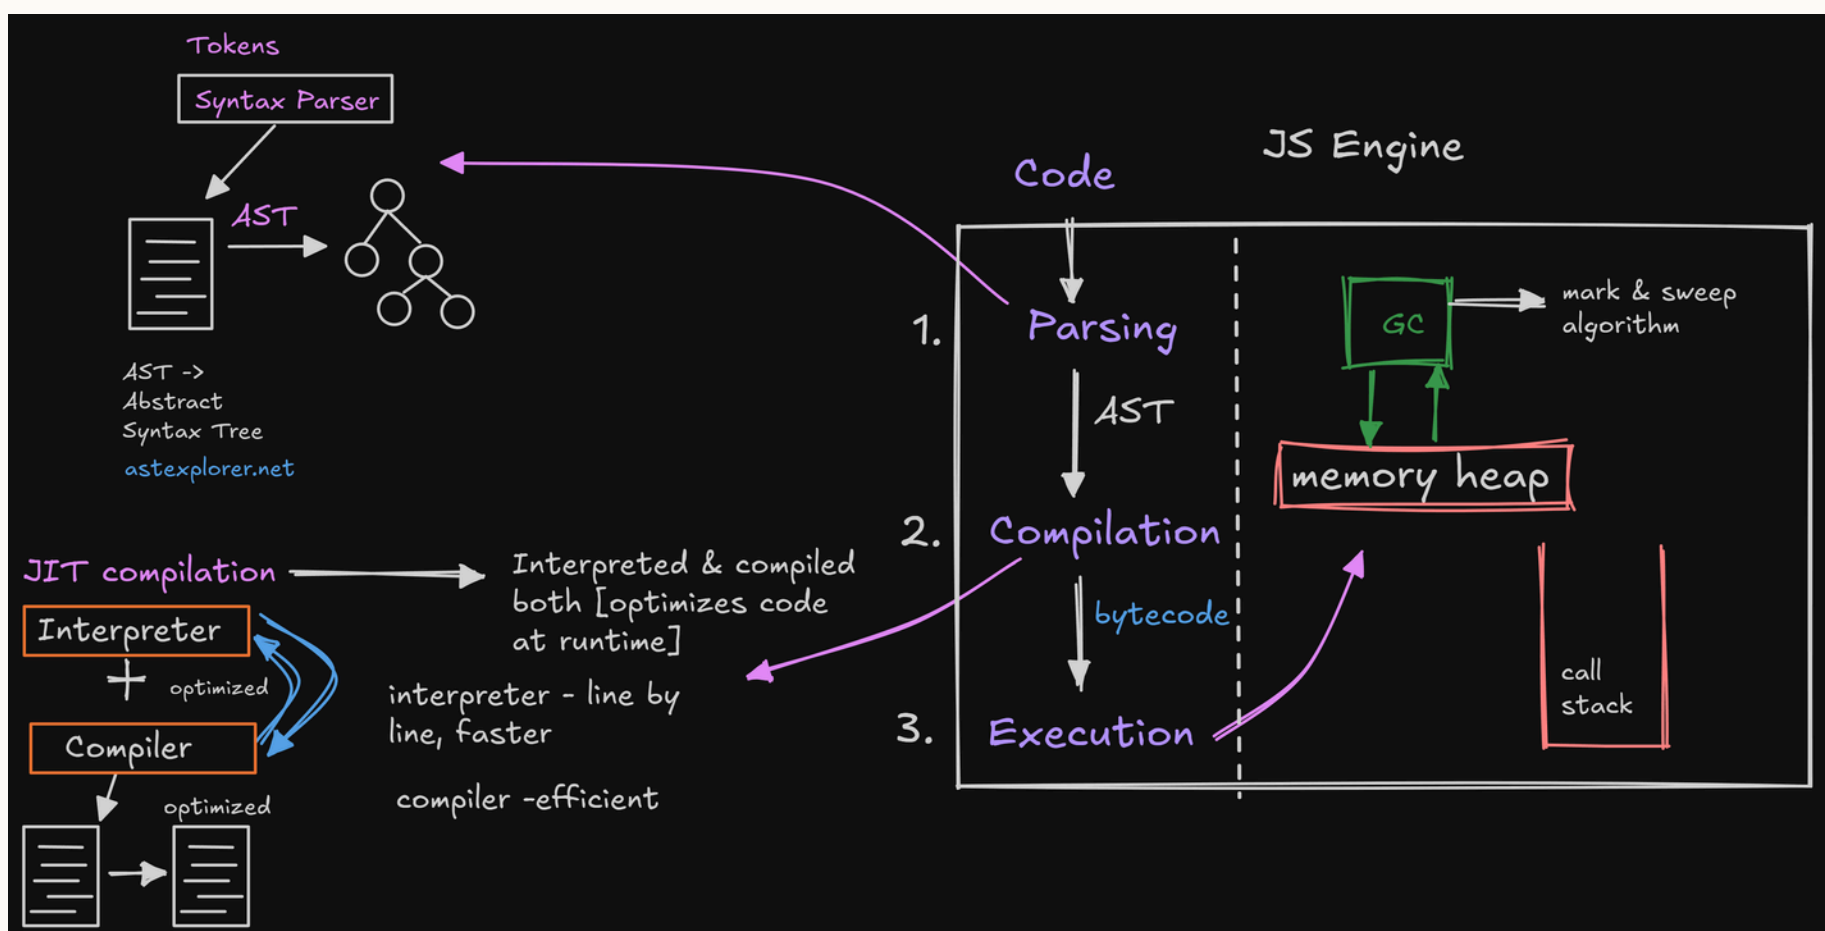 Tokens
Syntax Parser
AST
AST ->
Abstract
Syntax Tree
astexplorer.net
JIT compilation
Interpreter
+
optimized
Compiler
optimized
Interpreted & compiled
both [optimizes code
at runtime]
interpreter - line by
line, faster
compiler -efficient
JS Engine
Code
1. Parsing
AST
2. Compilation
bytecode
3. Execution
GC
mark & sweep
algorithm
memory heap
call
stack